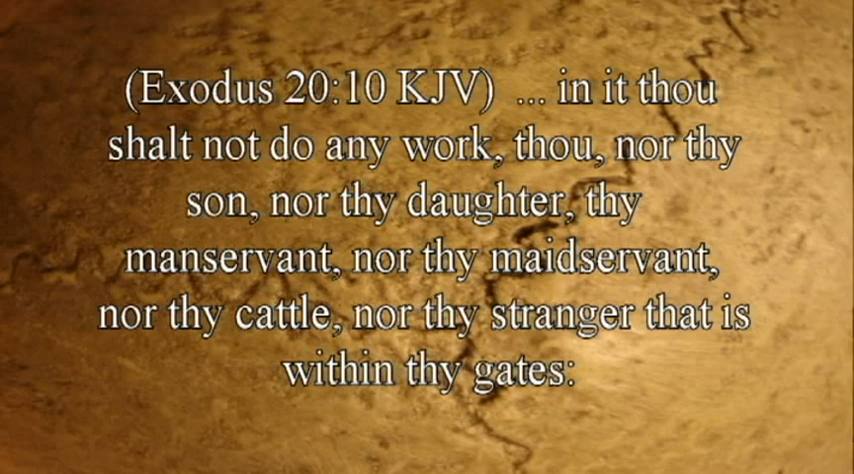 (Exodus 20:10 KJV) ... in it thou
shalt not do any work, thou, nor thy
son, nor thy daughter, thy
manservant, nor thy maidservant,
nor thy cattle, nor thy stranger that is
within thy gates: